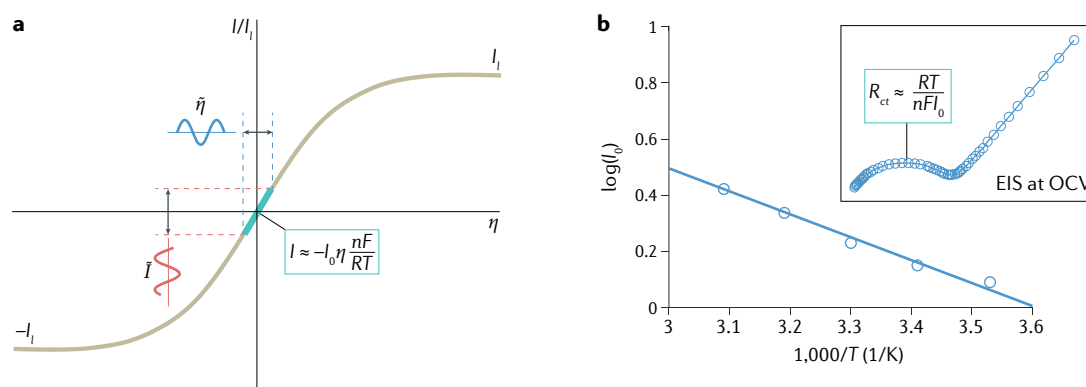 a
I/I_l
I_l
η̃
η
I ≈ –I_0η nF/RT
Ĩ
–I_l
b
1
0.8
0.6
0.4
0.2
0
log(I_0)
R_ct ≈ RT/nFI_0
EIS at OCV
3 3.1 3.2 3.3 3.4 3.5 3.6
1,000/T (1/K)